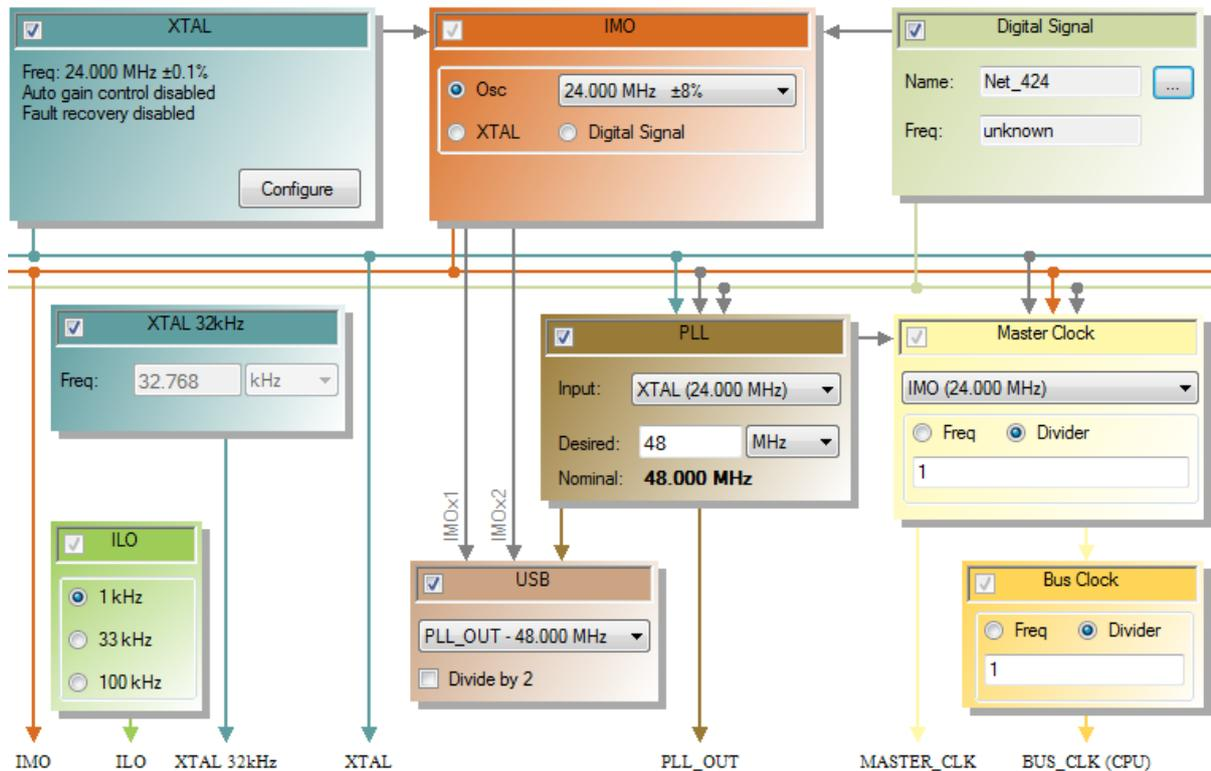 XTAL
Freq: 24.000 MHz ±0.1%
Auto gain control disabled
Fault recovery disabled
Configure
IMO
Osc 24.000 MHz ±8%
XTAL Digital Signal
Digital Signal
Name: Net_424 ...
Freq: unknown
XTAL 32kHz
Freq: 32.768 kHz
PLL
Input: XTAL (24.000 MHz)
Desired: 48 MHz
Nominal: 48.000 MHz
Master Clock
IMO (24.000 MHz)
Freq Divider
1
IMOx1
IMOx2
ILO
1 kHz
33 kHz
100 kHz
USB
PLL_OUT - 48.000 MHz
Divide by 2
Bus Clock
Freq Divider
1
IMO ILO XTAL 32kHz XTAL PLL_OUT MASTER_CLK BUS_CLK (CPU)